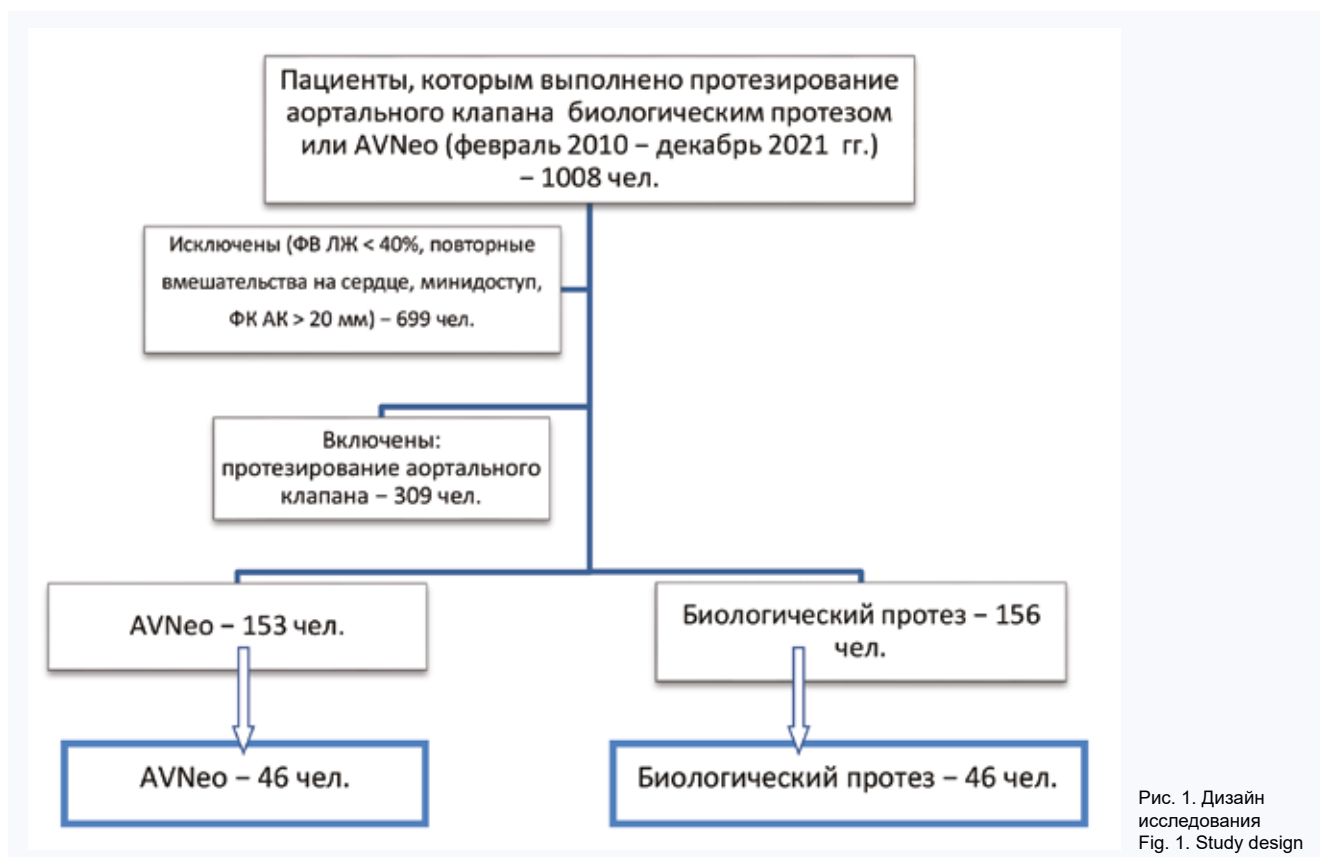 Пациенты, которым выполнено протезирование
аортального клапана биологическим протезом
или AVNeo (февраль 2010 – декабрь 2021 гг.)
– 1008 чел.
Исключены (ФВ ЛЖ < 40%, повторные
вмешательства на сердце, минидоступ,
ФК АК > 20 мм) – 699 чел.
Включены:
протезирование аортального
клапана – 309 чел.
AVNeo – 153 чел.
Биологический протез – 156
чел.
AVNeo – 46 чел.
Биологический протез – 46 чел.
Рис. 1. Дизайн
исследования
Fig. 1. Study design